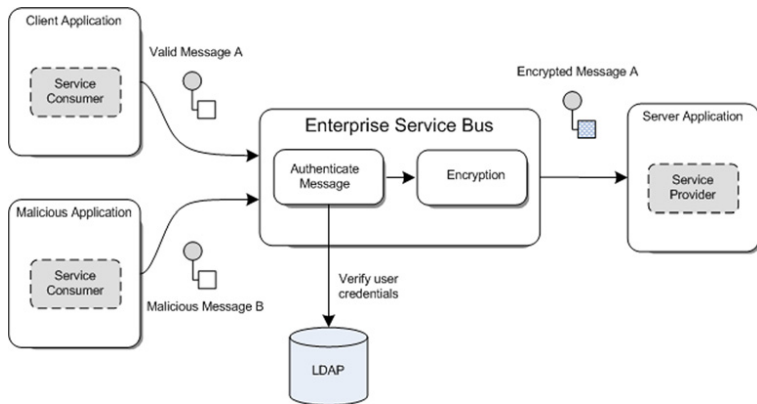 Client Application
Service
Consumer
Valid Message A
Encrypted Message A
Enterprise Service Bus
Authenticate
Message
Encryption
Server Application
Service
Provider
Malicious Application
Service
Consumer
Malicious Message B
Verify user
credentials
LDAP